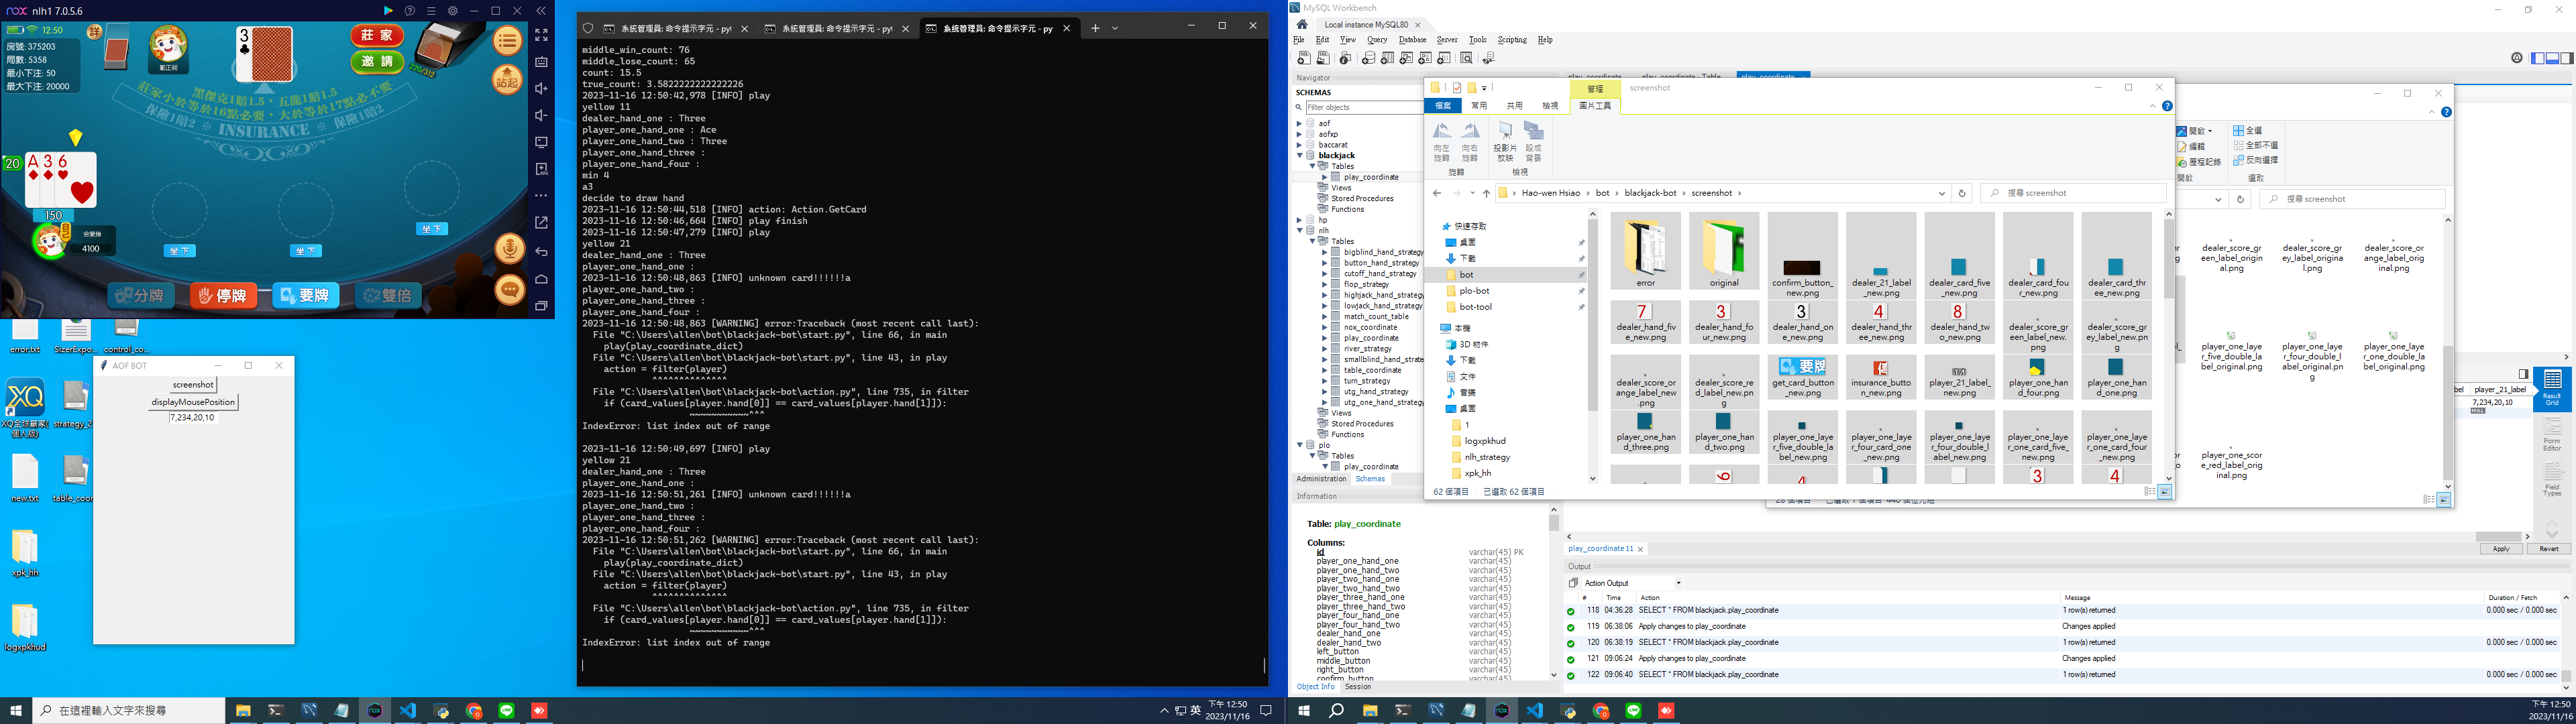 nox nlh1 7.0.5.6
12:50
房號: 375203
局數: 5358
最小下注: 50
最大下注: 20000
莊 家
邀 請
220/312
站起
黑傑克1賠1.5，五龍1賠1.5
莊家小於等於16點必要，大於等於17點必不要
保險1賠2 ※ INSURANCE ※ 保險1賠2
3
20
A 3 6
150
自己
4100
坐 下
坐 下
坐 下
分牌
停牌
要牌
雙倍
error.txt
SizerExpo...
control_co...
XQ全球贏家(個人版)
strategy_2
new.txt
table_coor
xpk_hh
logxpkhud
AOF BOT
screenshot
displayMousePosition
7,234,20,10
系統管理員: 命令提示字元 - py
系統管理員: 命令提示字元 - py
系統管理員: 命令提示字元 - py
middle_win_count: 76
middle_lose_count: 65
count: 15.5
true_count: 3.5822222222222226
2023-11-16 12:50:42,978 [INFO] play
yellow 11
dealer_hand_one : Three
player_one_hand_one : Ace
player_one_hand_two : Three
player_one_hand_three :
player_one_hand_four :
min 4
a3
decide to draw hand
2023-11-16 12:50:44,518 [INFO] action: Action.GetCard
2023-11-16 12:50:46,664 [INFO] play finish
2023-11-16 12:50:47,279 [INFO] play
yellow 21
dealer_hand_one : Three
player_one_hand_one :
2023-11-16 12:50:48,863 [INFO] unknown card!!!!!!a
player_one_hand_two :
player_one_hand_three :
player_one_hand_four :
2023-11-16 12:50:48,863 [WARNING] error:Traceback (most recent call last):
File "C:\Users\allen\bot\blackjack-bot\start.py", line 66, in main
play(play_coordinate_dict)
File "C:\Users\allen\bot\blackjack-bot\start.py", line 43, in play
action = filter(player)
^^^^^^^^^^^^^^
File "C:\Users\allen\bot\blackjack-bot\action.py", line 735, in filter
if (card_values[player.hand[0]] == card_values[player.hand[1]]):
~~~~~~~~~~~^^^
IndexError: list index out of range
2023-11-16 12:50:49,697 [INFO] play
yellow 21
dealer_hand_one : Three
player_one_hand_one :
2023-11-16 12:50:51,261 [INFO] unknown card!!!!!!a
player_one_hand_two :
player_one_hand_three :
player_one_hand_four :
2023-11-16 12:50:51,262 [WARNING] error:Traceback (most recent call last):
File "C:\Users\allen\bot\blackjack-bot\start.py", line 66, in main
play(play_coordinate_dict)
File "C:\Users\allen\bot\blackjack-bot\start.py", line 43, in play
action = filter(player)
^^^^^^^^^^^^^^
File "C:\Users\allen\bot\blackjack-bot\action.py", line 735, in filter
if (card_values[player.hand[0]] == card_values[player.hand[1]]):
~~~~~~~~~~~^^^
IndexError: list index out of range
在這裡輸入文字來搜尋
英
下午 12:50
2023/11/16
MySQL Workbench
Local instance MySQL80
File Edit View Query Database Server Tools Scripting Help
Navigator
SCHEMAS
Filter objects
aof
aofxp
baccarat
blackjack
Tables
play_coordinate
Views
Stored Procedures
Functions
hp
nlh
Tables
bigblind_hand_strategy
button_hand_strategy
cutoff_hand_strategy
flop_strategy
highjack_hand_strategy
lowjack_hand_strategy
match_count_table
nox_coordinate
play_coordinate
river_strategy
smallblind_hand_strate
table_coordinate
turn_strategy
utg_hand_strategy
utg_one_hand_strategy
Views
Stored Procedures
Functions
plo
Tables
play_coordinate
Administration Schemas
Information
Table: play_coordinate
Columns:
id varchar(45) PK
player_one_hand_one varchar(45)
player_one_hand_two varchar(45)
player_two_hand_one varchar(45)
player_two_hand_two varchar(45)
player_three_hand_one varchar(45)
player_three_hand_two varchar(45)
player_four_hand_one varchar(45)
player_four_hand_two varchar(45)
dealer_hand_one varchar(45)
dealer_hand_two varchar(45)
left_button varchar(45)
middle_button varchar(45)
right_button varchar(45)
confirm_button varchar(45)
Object Info Session
管理 screenshot
檔案 常用 共用 檢視 圖片工具
向左旋轉 向右旋轉 投影片放映 設成背景
旋轉 檢視
Hao-wen Hsiao › bot › blackjack-bot › screenshot ›
搜尋 screenshot
快速存取
桌面
下載
bot
plo-bot
bot-tool
本機
3D 物件
下載
文件
音樂
桌面
1
logxpkhud
nlh_strategy
xpk_hh
error
original
confirm_button_new.png
dealer_21_label_new.png
dealer_card_five_new.png
dealer_card_four_new.png
dealer_card_three_new.png
7 3 3 4 8
dealer_hand_five_new.png
dealer_hand_four_new.png
dealer_hand_one_new.png
dealer_hand_three_new.png
dealer_hand_two_new.png
dealer_score_green_label_new.png
dealer_score_grey_label_new.png
dealer_score_orange_label_new.png
dealer_score_red_label_new.png
要牌
get_card_button_new.png
insurance_button_new.png
player_21_label_new.png
player_one_hand_four.png
player_one_hand_one.png
player_one_hand_three.png
player_one_hand_two.png
player_one_layer_five_double_label_new.png
player_one_layer_four_card_one_new.png
player_one_layer_four_double_label_new.png
player_one_layer_one_card_five_new.png
player_one_layer_one_card_four_new.png
62 個項目 已選取 62 個項目
開啟
編輯
歷程記錄
開啟
全選
全部不選
反向選擇
選取
搜尋 screenshot
dealer_score_green_label_original.png
dealer_score_grey_label_original.png
dealer_score_orange_label_original.png
player_one_layer_five_double_label_original.png
player_one_layer_four_double_label_original.png
player_one_layer_one_double_label_original.png
player_one_score_red_label_original.png
player_21_label
7,234,20,10
NULL
Result Grid
Form Editor
Field Types
play_coordinate 11
Apply Revert
Output
Action Output
# Time Action Message Duration / Fetch
118 04:36:28 SELECT * FROM blackjack.play_coordinate 1 row(s) returned 0.000 sec / 0.000 sec
119 06:38:06 Apply changes to play_coordinate Changes applied
120 06:38:19 SELECT * FROM blackjack.play_coordinate 1 row(s) returned 0.000 sec / 0.000 sec
121 09:06:24 Apply changes to play_coordinate Changes applied
122 09:06:40 SELECT * FROM blackjack.play_coordinate 1 row(s) returned 0.000 sec / 0.000 sec
下午 12:50
2023/11/16